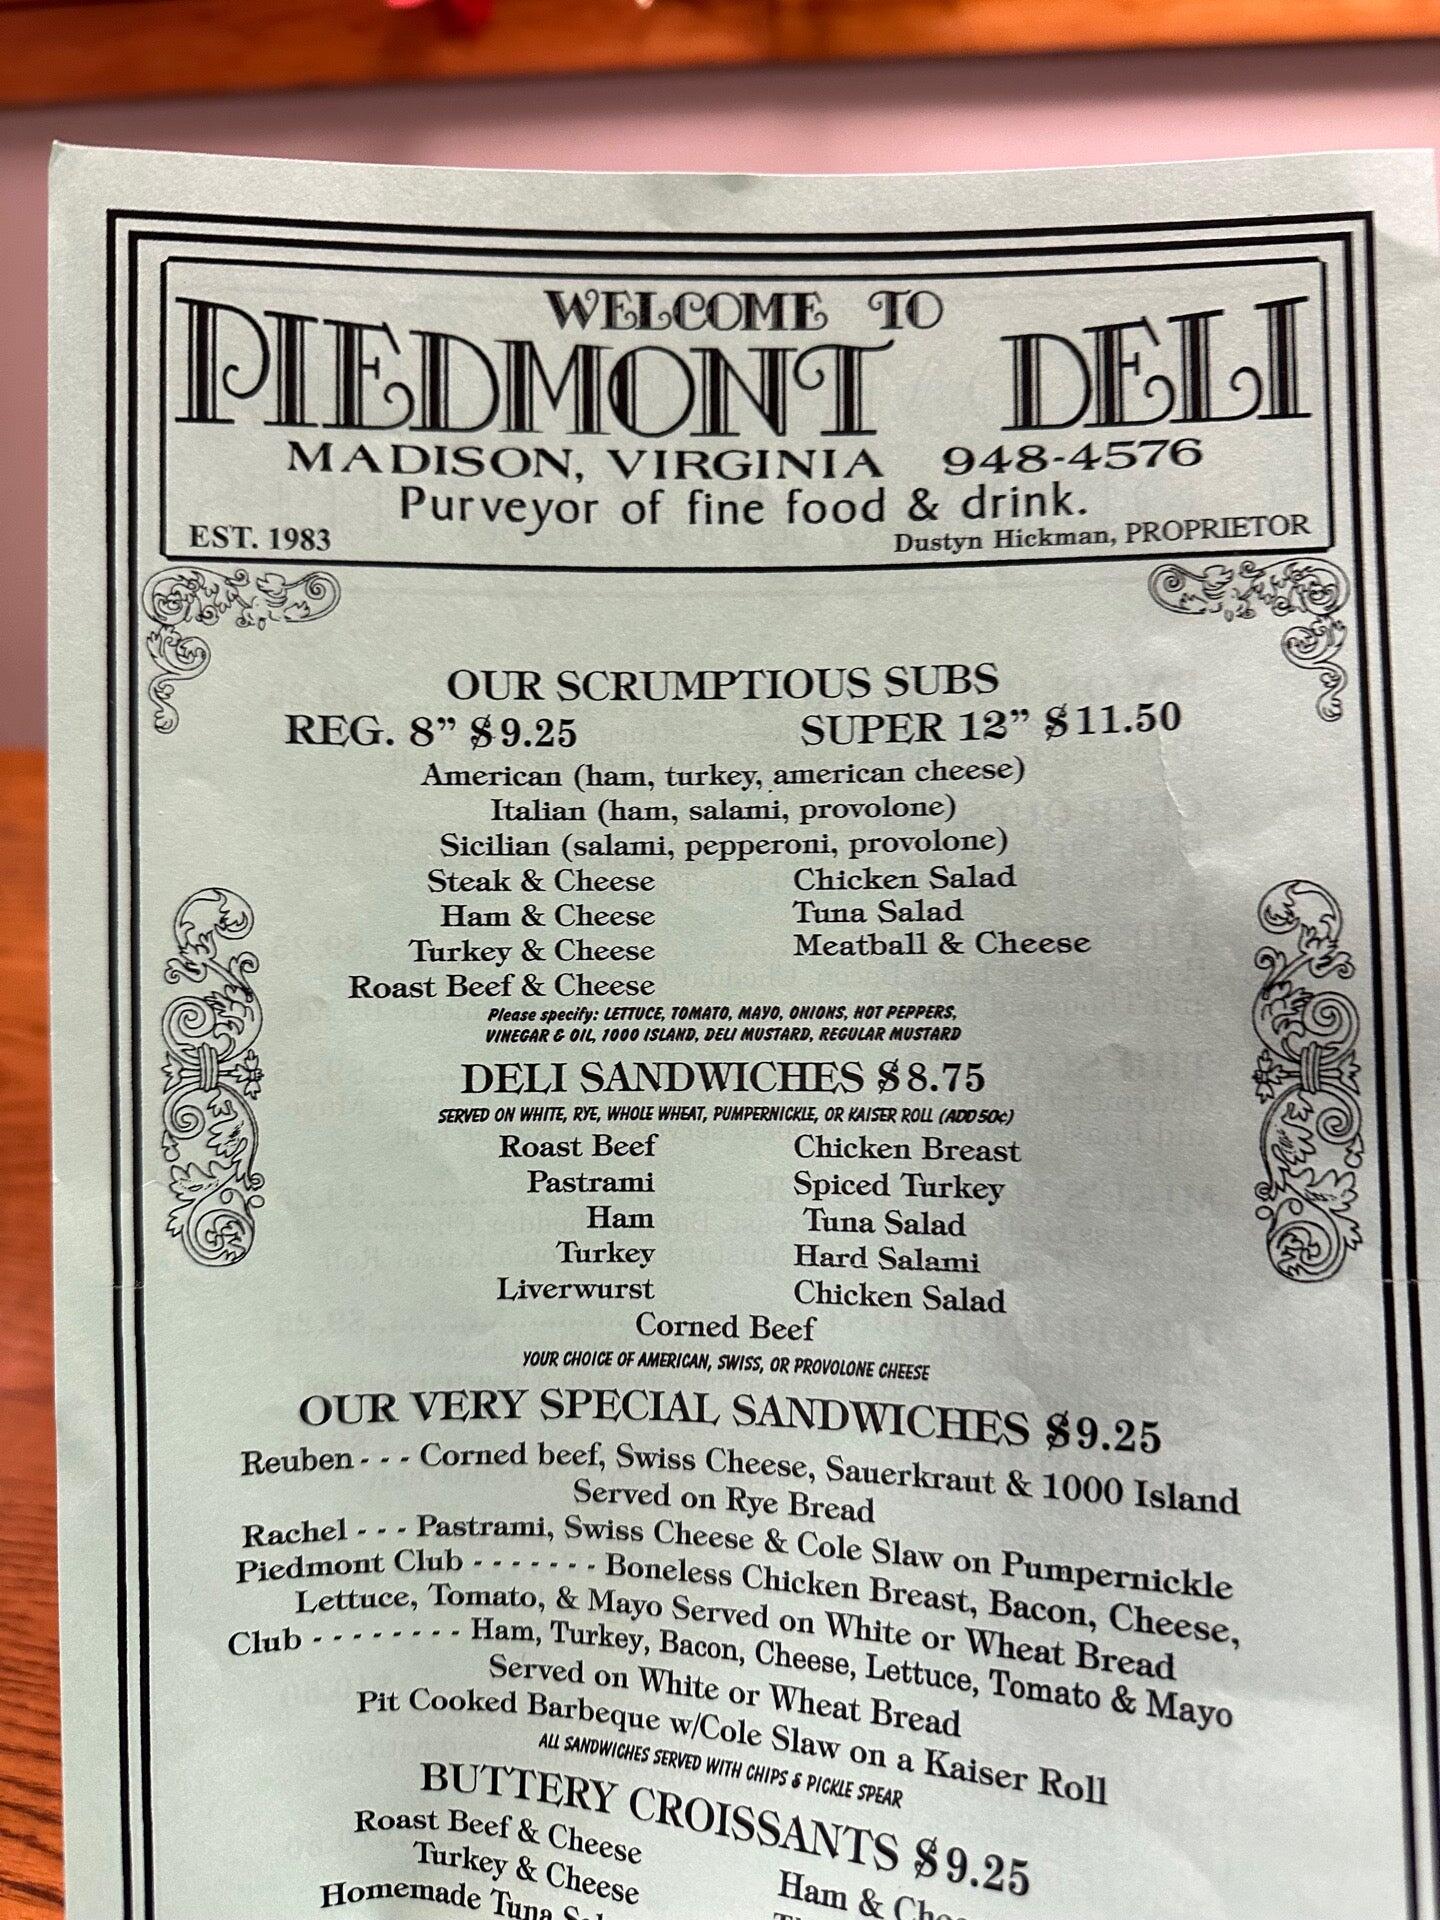 WELCOME TO
PIEDMONT DELI
MADISON, VIRGINIA 948-4576
Purveyor of fine food & drink.
EST. 1983 Dustyn Hickman, PROPRIETOR
OUR SCRUMPTIOUS SUBS
REG. 8” $9.25 SUPER 12” $11.50
American (ham, turkey, american cheese)
Italian (ham, salami, provolone)
Sicilian (salami, pepperoni, provolone)
Steak & Cheese Chicken Salad
Ham & Cheese Tuna Salad
Turkey & Cheese Meatball & Cheese
Roast Beef & Cheese
Please specify: LETTUCE, TOMATO, MAYO, ONIONS, HOT PEPPERS,
VINEGAR & OIL, 1000 ISLAND, DELI MUSTARD, REGULAR MUSTARD
DELI SANDWICHES $8.75
SERVED ON WHITE, RYE, WHOLE WHEAT, PUMPERNICKLE, OR KAISER ROLL (ADD 50¢)
Roast Beef Chicken Breast
Pastrami Spiced Turkey
Ham Tuna Salad
Turkey Hard Salami
Liverwurst Chicken Salad
Corned Beef
YOUR CHOICE OF AMERICAN, SWISS, OR PROVOLONE CHEESE
OUR VERY SPECIAL SANDWICHES $9.25
Reuben - - - Corned beef, Swiss Cheese, Sauerkraut & 1000 Island
Served on Rye Bread
Rachel - - - Pastrami, Swiss Cheese & Cole Slaw on Pumpernickle
Piedmont Club - - - - - - - Boneless Chicken Breast, Bacon, Cheese,
Lettuce, Tomato, & Mayo Served on White or Wheat Bread
Club - - - - - - - - Ham, Turkey, Bacon, Cheese, Lettuce, Tomato & Mayo
Served on White or Wheat Bread
Pit Cooked Barbeque w/Cole Slaw on a Kaiser Roll
ALL SANDWICHES SERVED WITH CHIPS & PICKLE SPEAR
BUTTERY CROISSANTS $9.25
Roast Beef & Cheese
Turkey & Cheese Ham &
Homemade Tuna